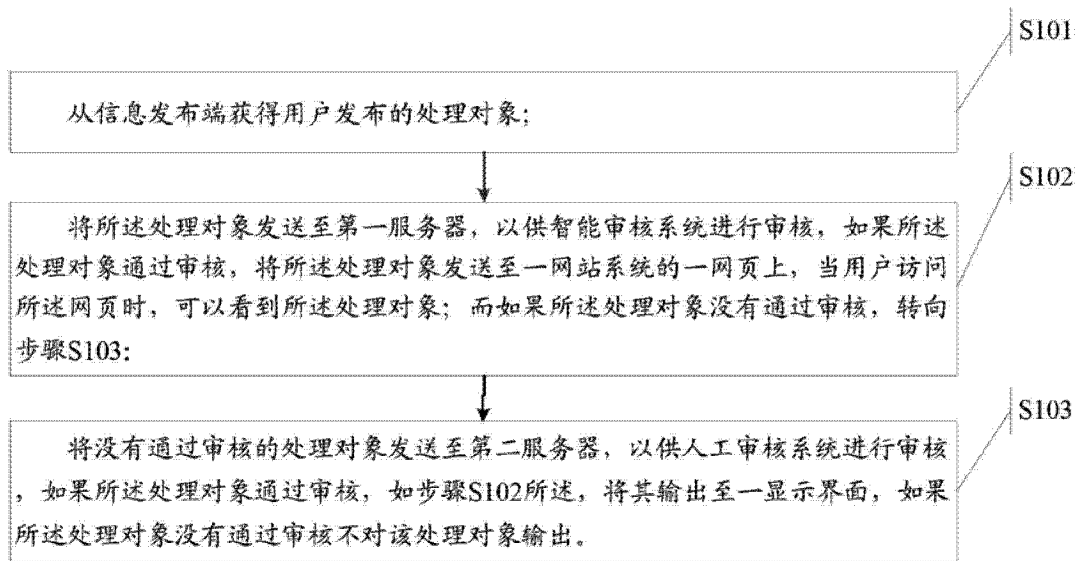 S101
从信息发布端获得用户发布的处理对象;
S102
将所述处理对象发送至第一服务器，以供智能审核系统进行审核，如果所述
处理对象通过审核，将所述处理对象发送至一网站系统的一网页上，当用户访问
所述网页时，可以看到所述处理对象；而如果所述处理对象没有通过审核，转向
步骤S103:
S103
将没有通过审核的处理对象发送至第二服务器，以供人工审核系统进行审核
，如果所述处理对象通过审核，如步骤S102所述，将其输出至一显示界面，如果
所述处理对象没有通过审核不对该处理对象输出。